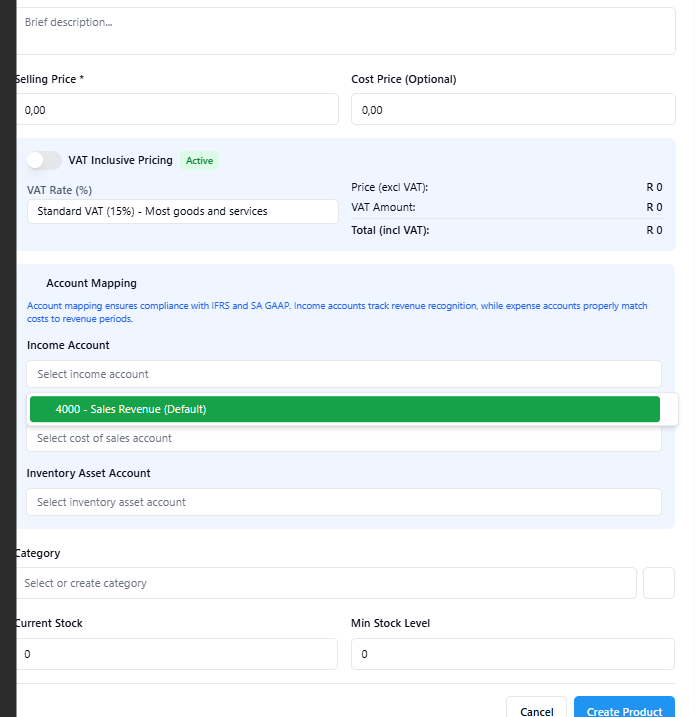 Brief description...
Selling Price *
Cost Price (Optional)
0,00
0,00
VAT Inclusive Pricing
Active
VAT Rate (%)
Standard VAT (15%) - Most goods and services
Price (excl VAT):
R 0
VAT Amount:
R 0
Total (incl VAT):
R 0
Account Mapping
Account mapping ensures compliance with IFRS and SA GAAP. Income accounts track revenue recognition, while expense accounts properly match
costs to revenue periods.
Income Account
Select income account
4000 - Sales Revenue (Default)
Select cost of sales account
Inventory Asset Account
Select inventory asset account
Category
Select or create category
Current Stock
Min Stock Level
0
0
Cancel
Create Product